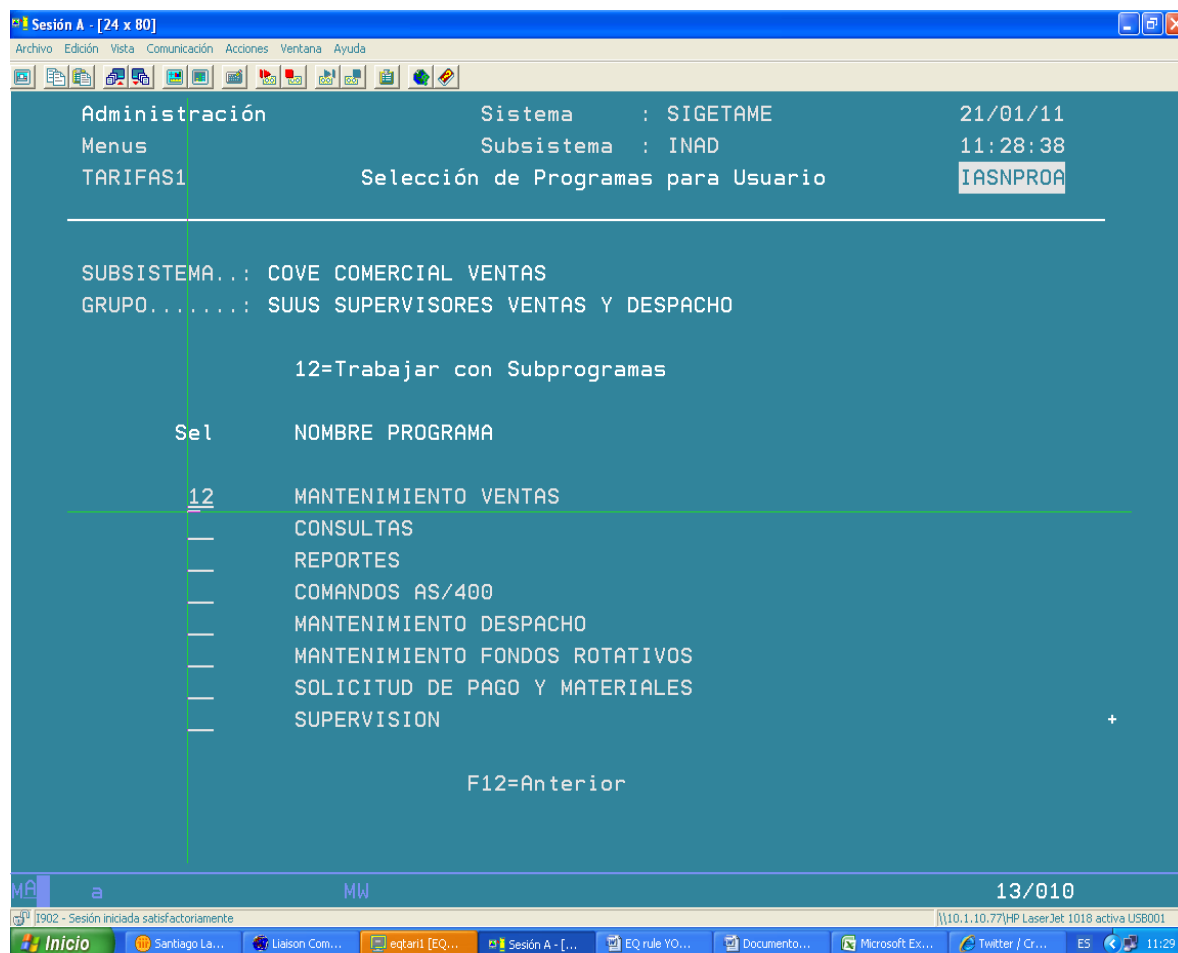 Sesión A - [24 x 80]
Archivo Edición Vista Comunicación Acciones Ventana Ayuda
Administración Sistema : SIGETAME 21/01/11
Menus Subsistema : INAD 11:28:38
TARIFAS1 Selección de Programas para Usuario IASNPROA
SUBSISTEMA..: COVE COMERCIAL VENTAS
GRUPO.......: SUUS SUPERVISORES VENTAS Y DESPACHO
12=Trabajar con Subprogramas
Sel NOMBRE PROGRAMA
12 MANTENIMIENTO VENTAS
CONSULTAS
REPORTES
COMANDOS AS/400
MANTENIMIENTO DESPACHO
MANTENIMIENTO FONDOS ROTATIVOS
SOLICITUD DE PAGO Y MATERIALES
SUPERVISION +
F12=Anterior
MA a MW 13/010
I902 - Sesión iniciada satisfactoriamente \\10.1.10.77\HP LaserJet 1018 activa USB001
Inicio Santiago La... Liaison Com... eqtari1 [EQ... Sesión A - [... EQ rule YO... Documento... Microsoft Ex... Twitter / Cr... ES 11:29